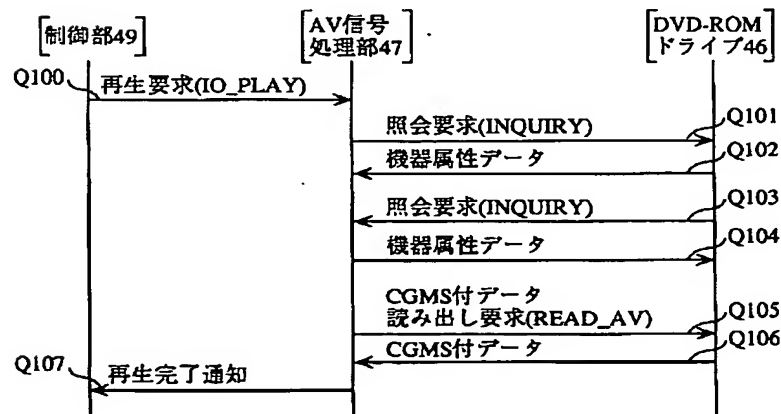 制御部49
AV信号
処理部47
DVD-ROM
ドライブ46
Q100
再生要求(IO_PLAY)
照会要求(INQUIRY)
Q101
機器属性データ
Q102
照会要求(INQUIRY)
Q103
機器属性データ
Q104
CGMS付データ
読み出し要求(READ_AV)
Q105
CGMS付データ
Q106
Q107
再生完了通知